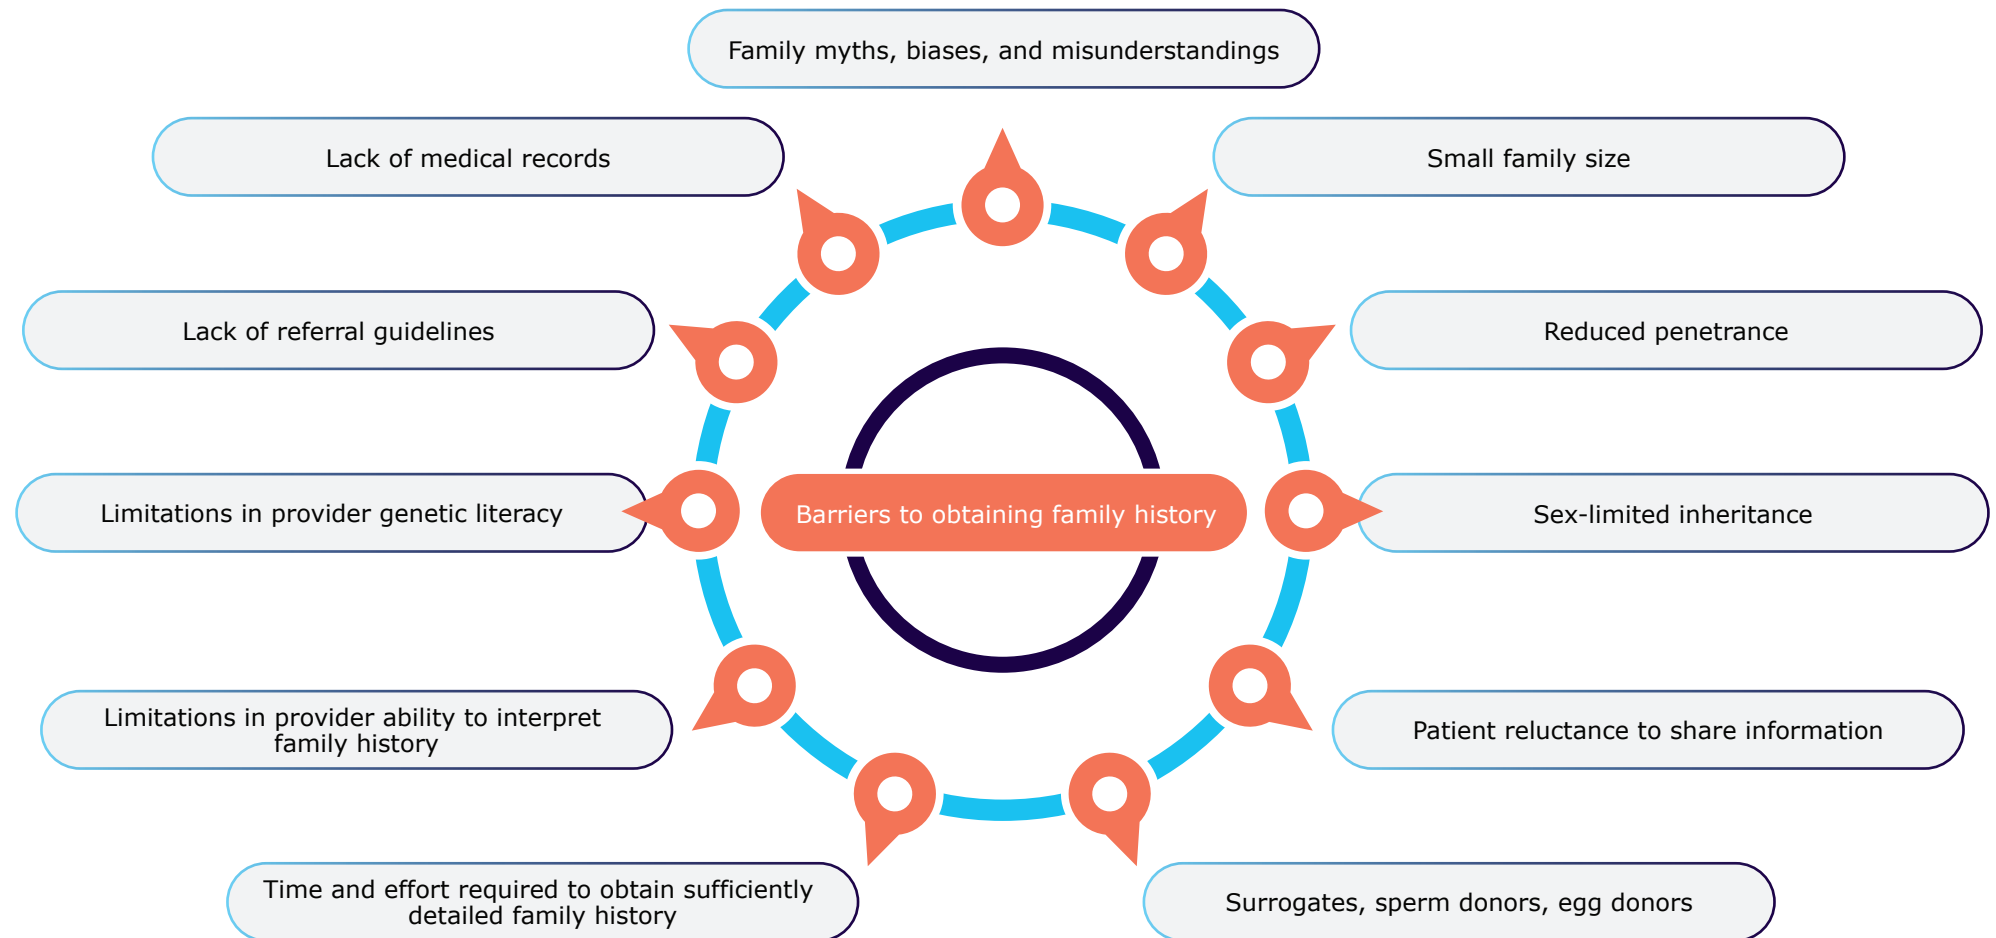 Family myths, biases, and misunderstandings
Lack of medical records
Small family size
Lack of referral guidelines
Reduced penetrance
Limitations in provider genetic literacy
Barriers to obtaining family history
Sex-limited inheritance
Limitations in provider ability to interpret
family history
Patient reluctance to share information
Time and effort required to obtain sufficiently
detailed family history
Surrogates, sperm donors, egg donors